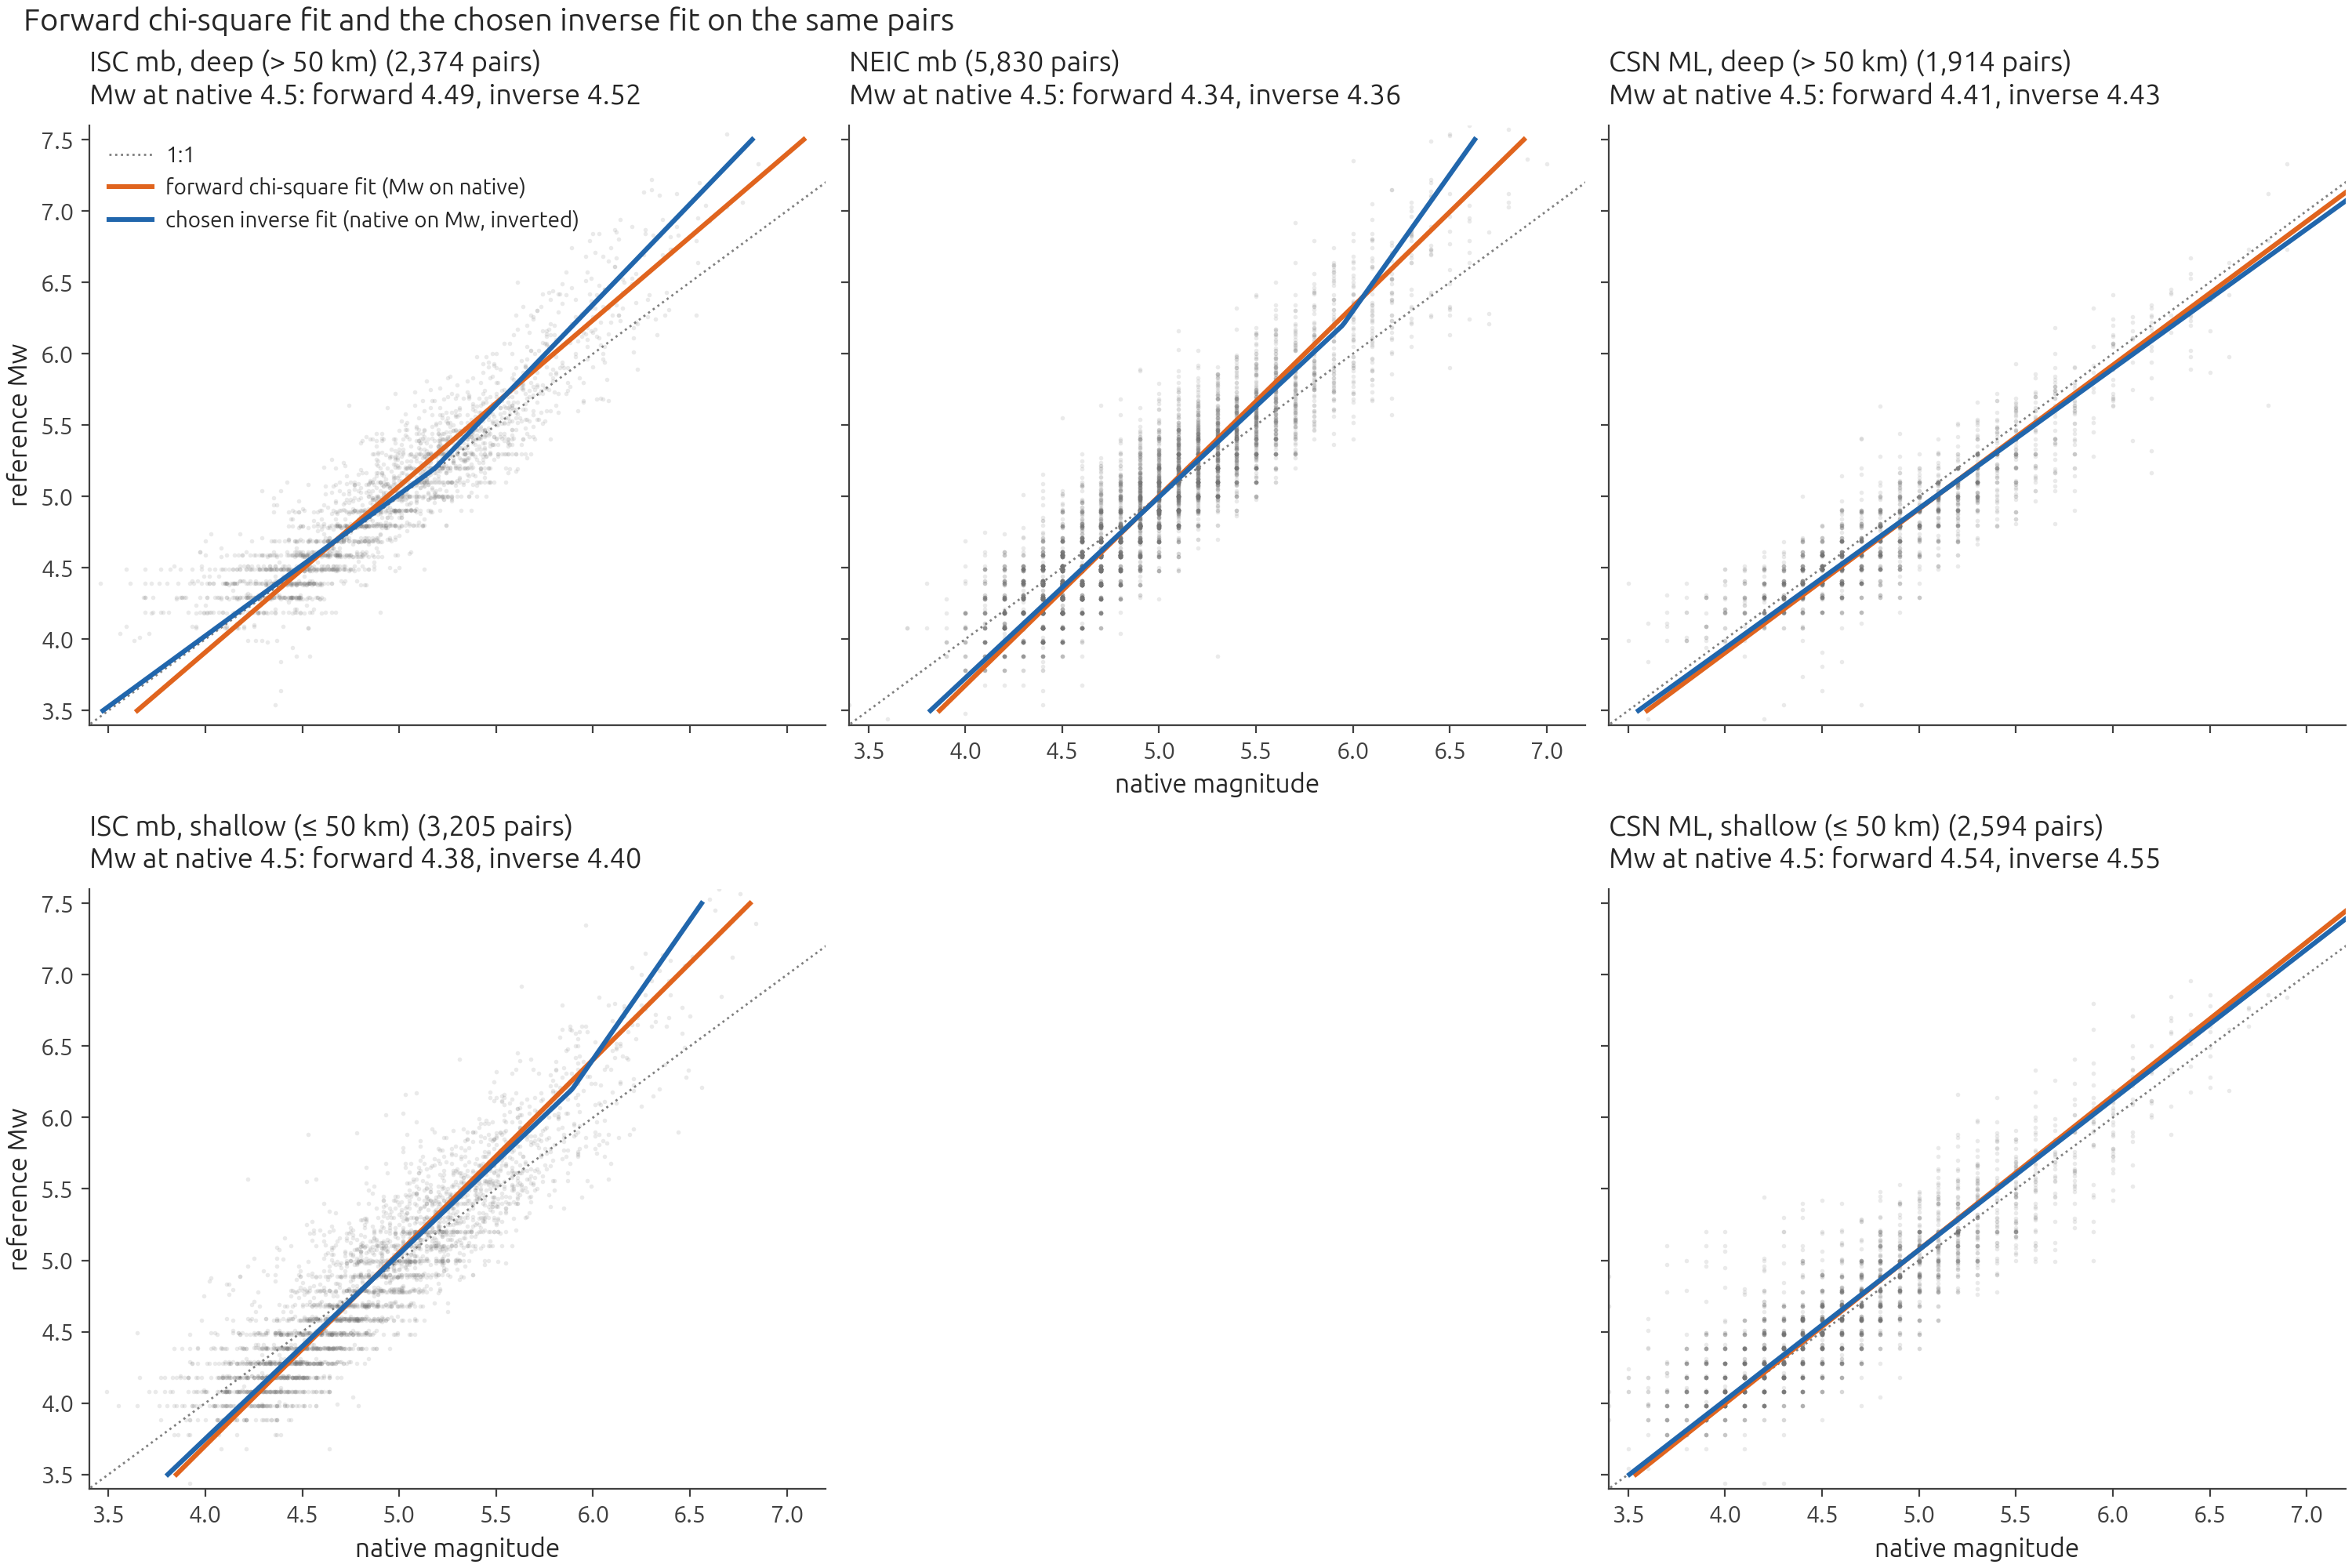 Forward chi-square fit and the chosen inverse fit on the same pairs
ISC mb, deep (> 50 km) (2,374 pairs)
Mw at native 4.5: forward 4.49, inverse 4.52
7.5
7.0
6.5
6.0
5.5
5.0
4.5
4.0
3.5
reference Mw
1:1
forward chi-square fit (Mw on native)
chosen inverse fit (native on Mw, inverted)
NEIC mb (5,830 pairs)
Mw at native 4.5: forward 4.34, inverse 4.36
3.5 4.0 4.5 5.0 5.5 6.0 6.5 7.0
native magnitude
CSN ML, deep (> 50 km) (1,914 pairs)
Mw at native 4.5: forward 4.41, inverse 4.43
ISC mb, shallow (≤ 50 km) (3,205 pairs)
Mw at native 4.5: forward 4.38, inverse 4.40
7.5
7.0
6.5
6.0
5.5
5.0
4.5
4.0
3.5
reference Mw
3.5 4.0 4.5 5.0 5.5 6.0 6.5 7.0
native magnitude
CSN ML, shallow (≤ 50 km) (2,594 pairs)
Mw at native 4.5: forward 4.54, inverse 4.55
3.5 4.0 4.5 5.0 5.5 6.0 6.5 7.0
native magnitude